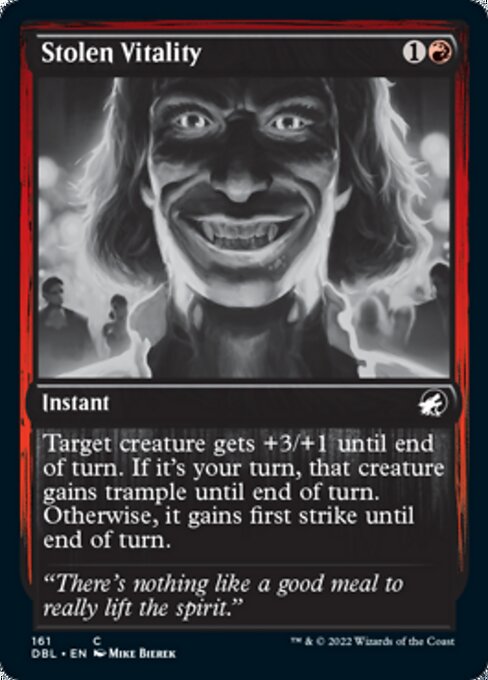 Stolen Vitality 1
Instant
Target creature gets +3/+1 until end
of turn. If it's your turn, that creature
gains trample until end of turn.
Otherwise, it gains first strike until
end of turn.
“There's nothing like a good meal to
really lift the spirit.”
161 C
DBL • EN Mike Bierek
™ & © 2022 Wizards of the Coast